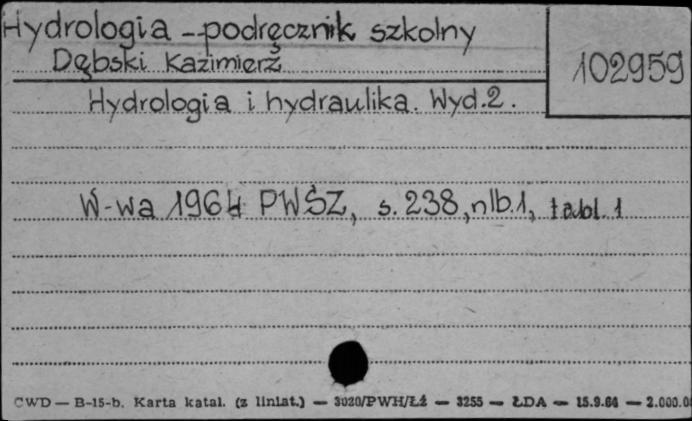 Hydrologia - podręcznik szkolny
Dębski Kazimierz
102959
Hydrologia i hydraulika. Wyd. 2.
W-wa 1964 PWSZ, s. 238, nlb. 1, tabl. 1
CWD — B-15-b. Karta katal. (z liniat.) — 3020/PWH/Łź — 3255 — ŁDA — 15.9.64 — 2.000.0